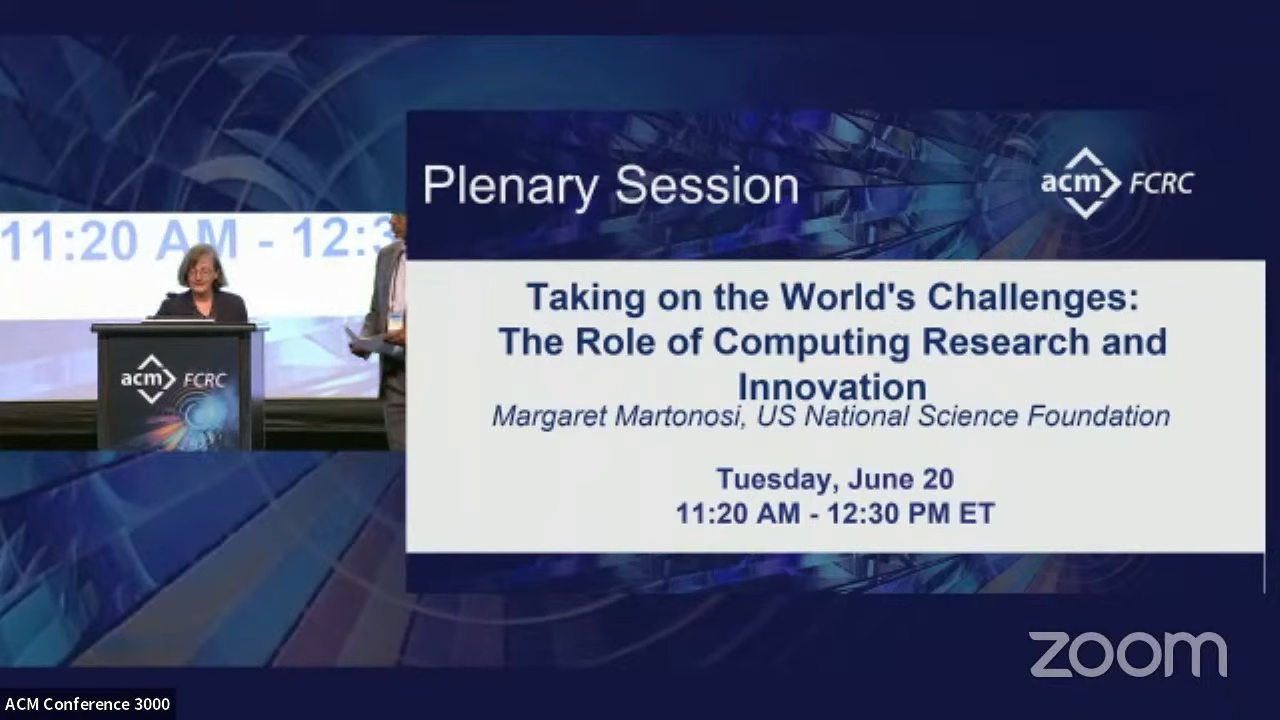 Plenary Session
acm FCRC
11:20 AM - 12:3
acm FCRC
Taking on the World's Challenges:
The Role of Computing Research and
Innovation
Margaret Martonosi, US National Science Foundation
Tuesday, June 20
11:20 AM - 12:30 PM ET
zoom
ACM Conference 3000